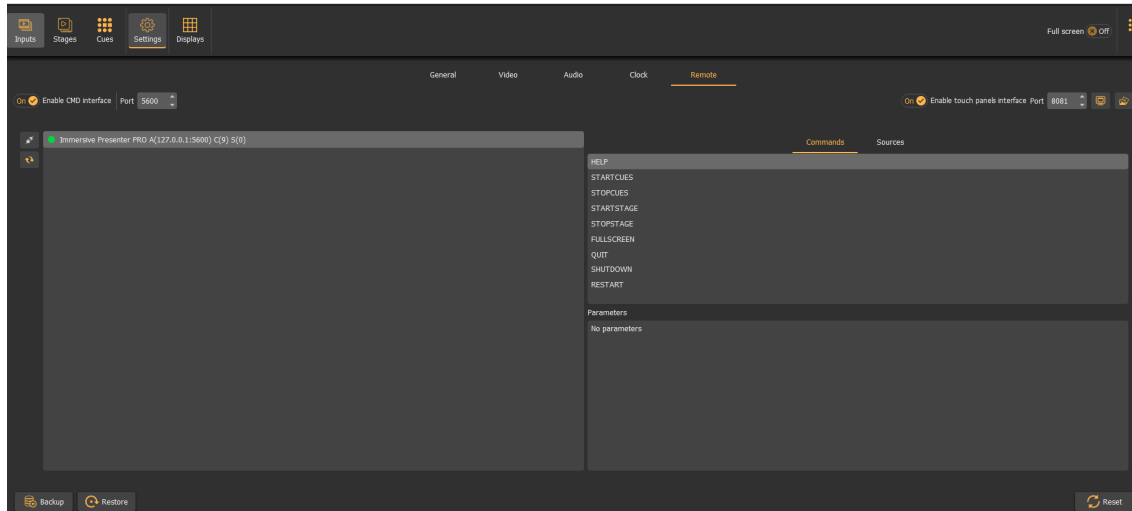 Inputs Stages Cues Settings Displays Full screen Off
General Video Audio Clock Remote
On Enable CMD interface Port 5600 On Enable touch panels interface Port 8081
Immersive Presenter PRO A(127.0.0.1:5600) C(9) S(0)
Commands Sources
HELP
STARTCUES
STOPCUES
STARTSTAGE
STOPSTAGE
FULLSCREEN
QUIT
SHUTDOWN
RESTART
Parameters
No parameters
Backup Restore Reset